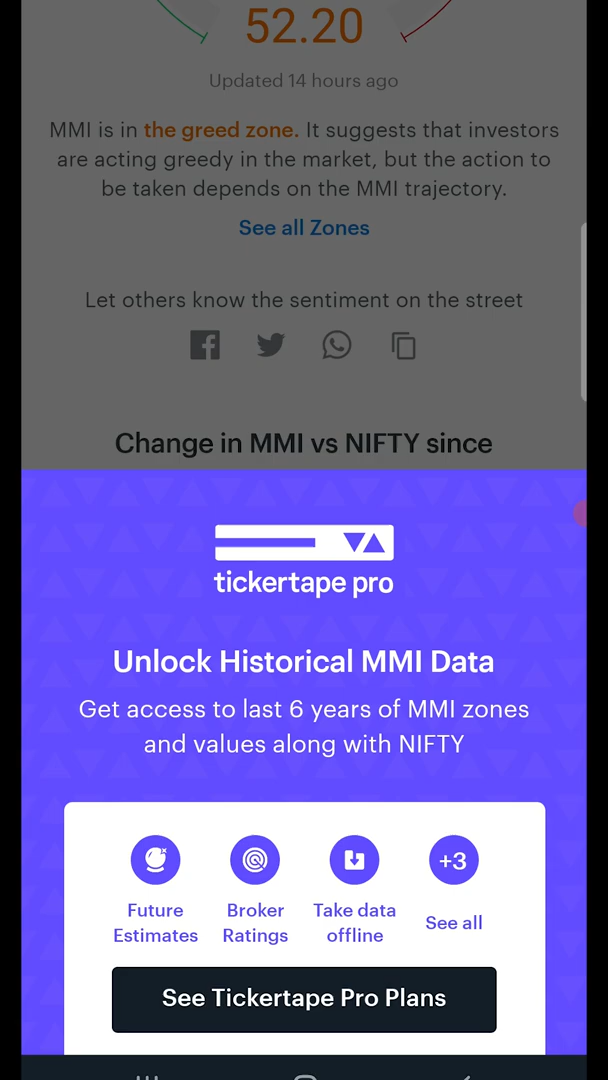 52.20
Updated 14 hours ago
MMI is in the greed zone. It suggests that investors
are acting greedy in the market, but the action to
be taken depends on the MMI trajectory.
See all Zones
Let others know the sentiment on the street
Change in MMI vs NIFTY since
tickertape pro
Unlock Historical MMI Data
Get access to last 6 years of MMI zones
and values along with NIFTY
+3
Future
Estimates
Broker
Ratings
Take data
offline
See all
See Tickertape Pro Plans